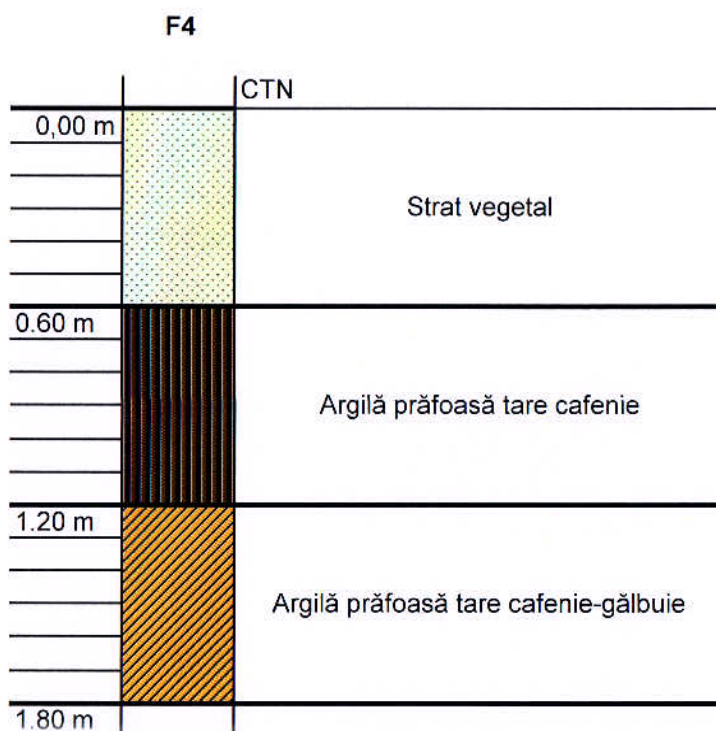 F4
CTN
0,00 m
Strat vegetal
0.60 m
Argilă prăfoasă tare cafenie
1.20 m
Argilă prăfoasă tare cafenie-gălbuie
1.80 m